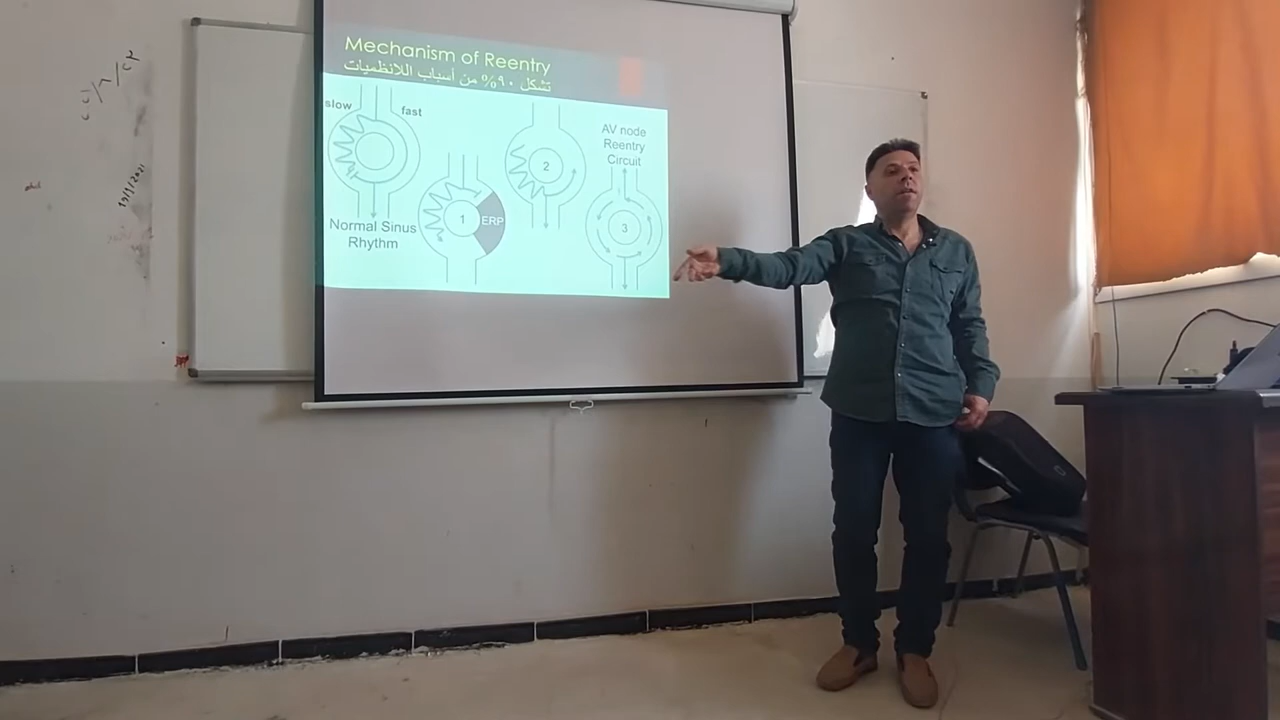 Mechanism of Reentry
تشكل ٩٠% من أسباب اللانظميات
slow
fast
Normal Sinus
Rhythm
1
ERP
2
AV node
Reentry
Circuit
3